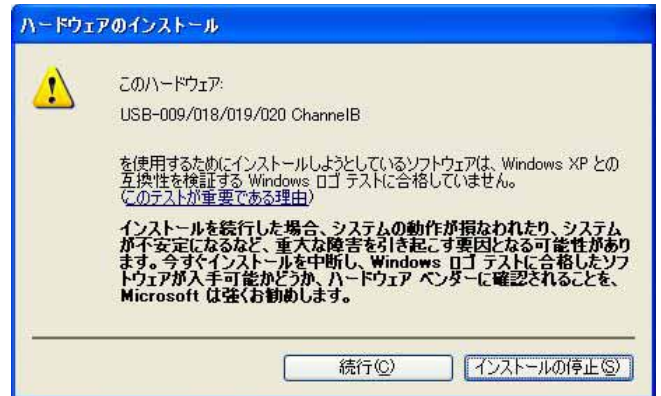 ハードウェアのインストール
このハードウェア:
USB-009/018/019/020 ChannelB
を使用するためにインストールしようとしているソフトウェアは、Windows XP との
互換性を検証する Windows ロゴ テストに合格していません。
(このテストが重要である理由)
インストールを続行した場合、システムの動作が損なわれたり、システム
が不安定になるなど、重大な障害を引き起こす要因となる可能性があり
ます。今すぐインストールを中断し、Windows ロゴ テストに合格したソフ
トウェアが入手可能かどうか、ハードウェア ベンダーに確認されることを、
Microsoft は強くお勧めします。
続行(C)
インストールの停止(S)